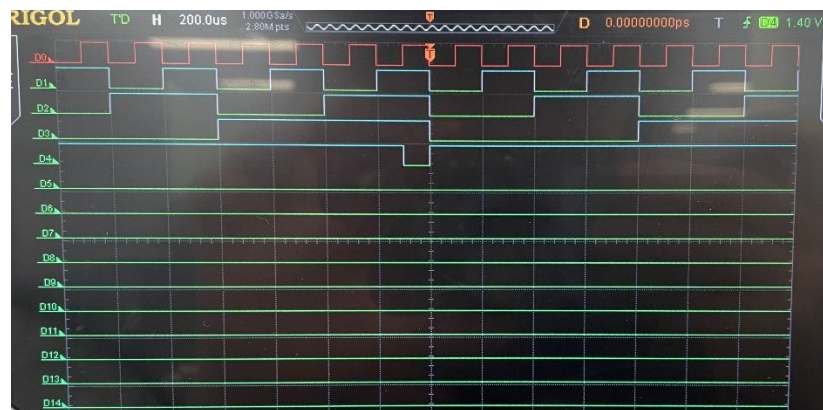 RIGOL T'D H 200.0us 1.000GSa/s D 0.00000000ps T D4 1.40 V
2.80M pts
T
T
D0
D1
D2
D3
D4
D5
D6
D7
D8
D9
D10
D11
D12
D13
D14